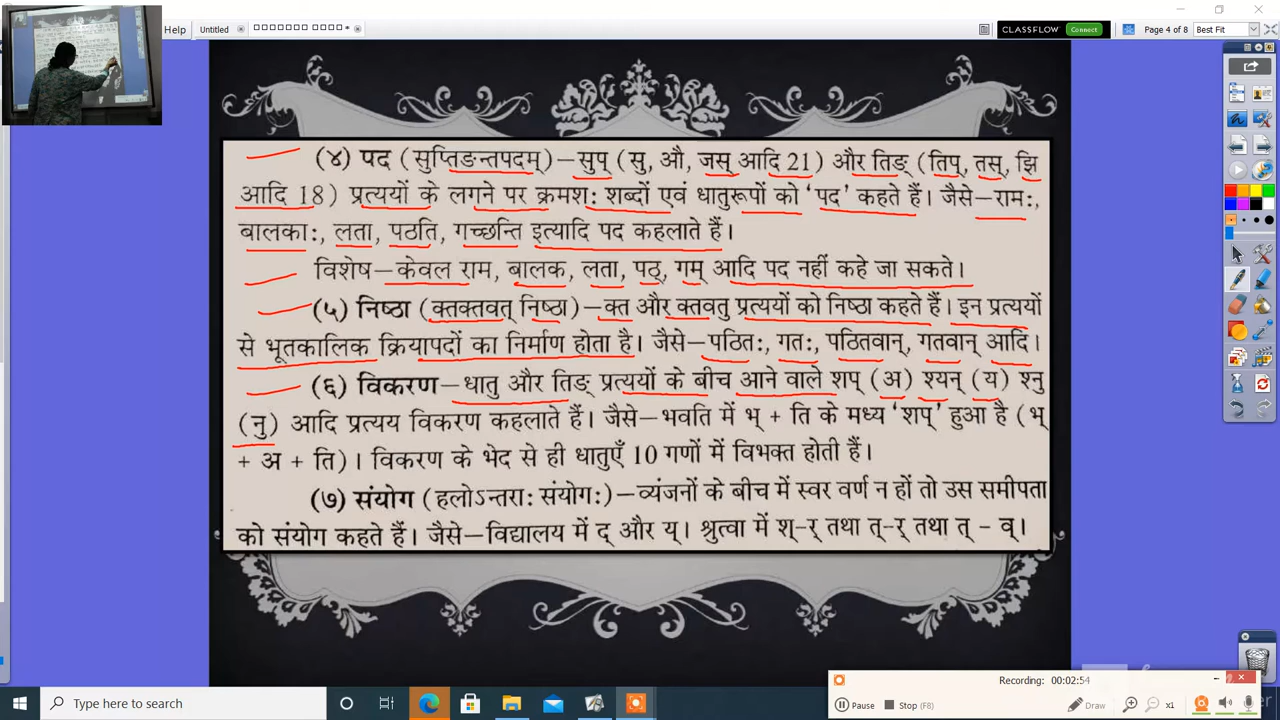 Help Untitled CLASSFLOW Connect Page 4 of 8 Best Fit
(४) पद (सुप्तिङन्तपदम्)–सुप् (सु, औ, जस् आदि 21) और तिङ् (तिप्, तस्, झि
आदि 18) प्रत्ययों के लगने पर क्रमश: शब्दों एवं धातुरूपों को ‘पद’ कहते हैं। जैसे–राम:,
बालका:, लता, पठति, गच्छन्ति इत्यादि पद कहलाते हैं।
विशेष–केवल राम, बालक, लता, पठ्, गम् आदि पद नहीं कहे जा सकते।
(५) निष्ठा (क्तक्तवत् निष्ठा)–क्त और क्तवतु प्रत्ययों को निष्ठा कहते हैं। इन प्रत्ययों
से भूतकालिक क्रियापदों का निर्माण होता है। जैसे–पठित:, गत:, पठितवान्, गतवान् आदि।
(६) विकरण–धातु और तिङ् प्रत्ययों के बीच आने वाले शप् (अ) श्यन् (य) श्नु
(नु) आदि प्रत्यय विकरण कहलाते हैं। जैसे–भवति में भ् + ति के मध्य ‘शप्’ हुआ है (भ्
+ अ + ति)। विकरण के भेद से ही धातुएँ 10 गणों में विभक्त होती हैं।
(७) संयोग (हलोऽन्तरा: संयोग:)–व्यंजनों के बीच में स्वर वर्ण न हों तो उस समीपता
को संयोग कहते हैं। जैसे–विद्यालय में द् और य्। श्रुत्वा में श्-र् तथा त्-र् तथा त् - व्।
Recording: 00:02:54
Pause Stop (F8) Draw x1
Type here to search